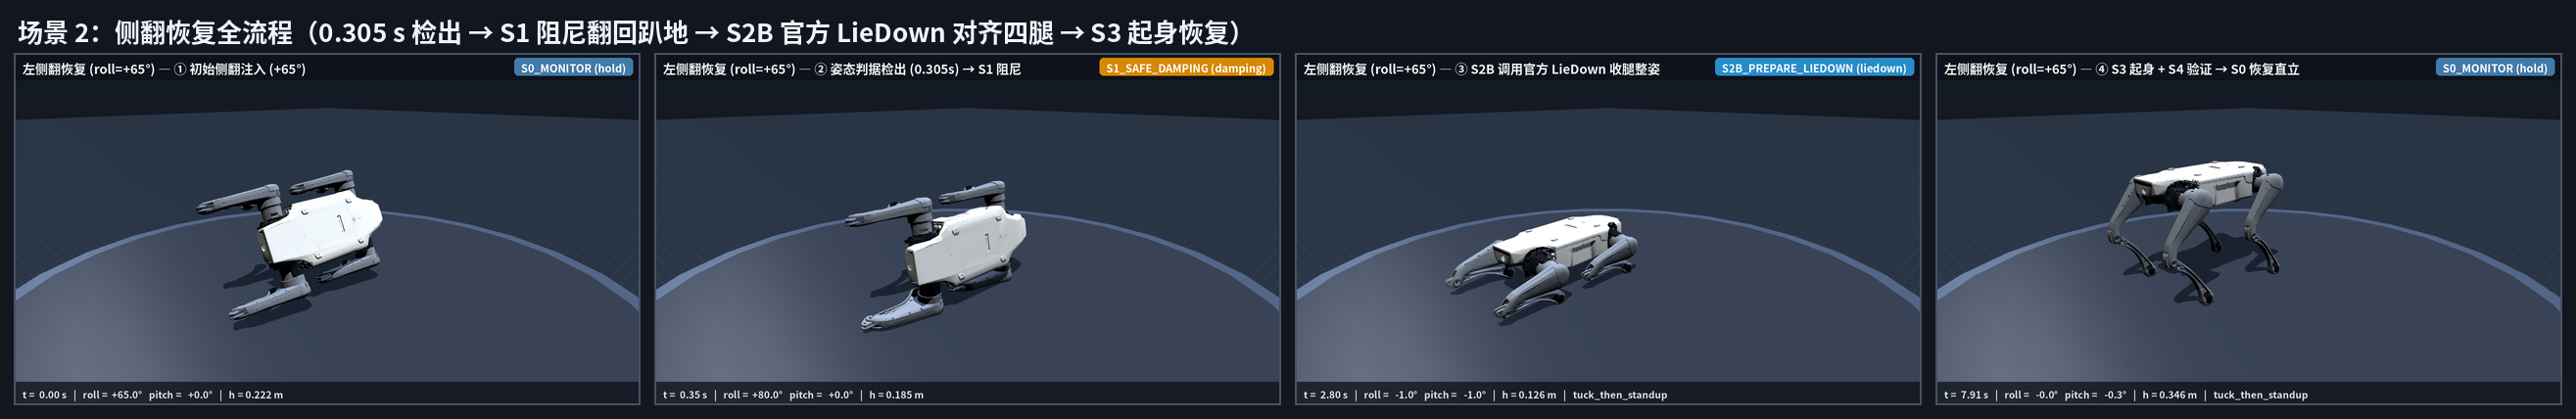 场景 2：侧翻恢复全流程（0.305 s 检出 → S1 阻尼翻回趴地 → S2B 官方 LieDown 对齐四腿 → S3 起身恢复）
左侧翻恢复 (roll=+65°) — ① 初始侧翻注入 (+65°)
S0_MONITOR (hold)
t = 0.00 s | roll = +65.0° pitch = +0.0° | h = 0.222 m
左侧翻恢复 (roll=+65°) — ② 姿态判据检出 (0.305s) → S1 阻尼
S1_SAFE_DAMPING (damping)
t = 0.35 s | roll = +80.0° pitch = +0.0° | h = 0.185 m
左侧翻恢复 (roll=+65°) — ③ S2B 调用官方 LieDown 收腿整姿
S2B_PREPARE_LIEDOWN (liedown)
t = 2.80 s | roll = -1.0° pitch = -1.0° | h = 0.126 m | tuck_then_standup
左侧翻恢复 (roll=+65°) — ④ S3 起身 + S4 验证 → S0 恢复直立
S0_MONITOR (hold)
t = 7.91 s | roll = -0.0° pitch = -0.3° | h = 0.346 m | tuck_then_standup